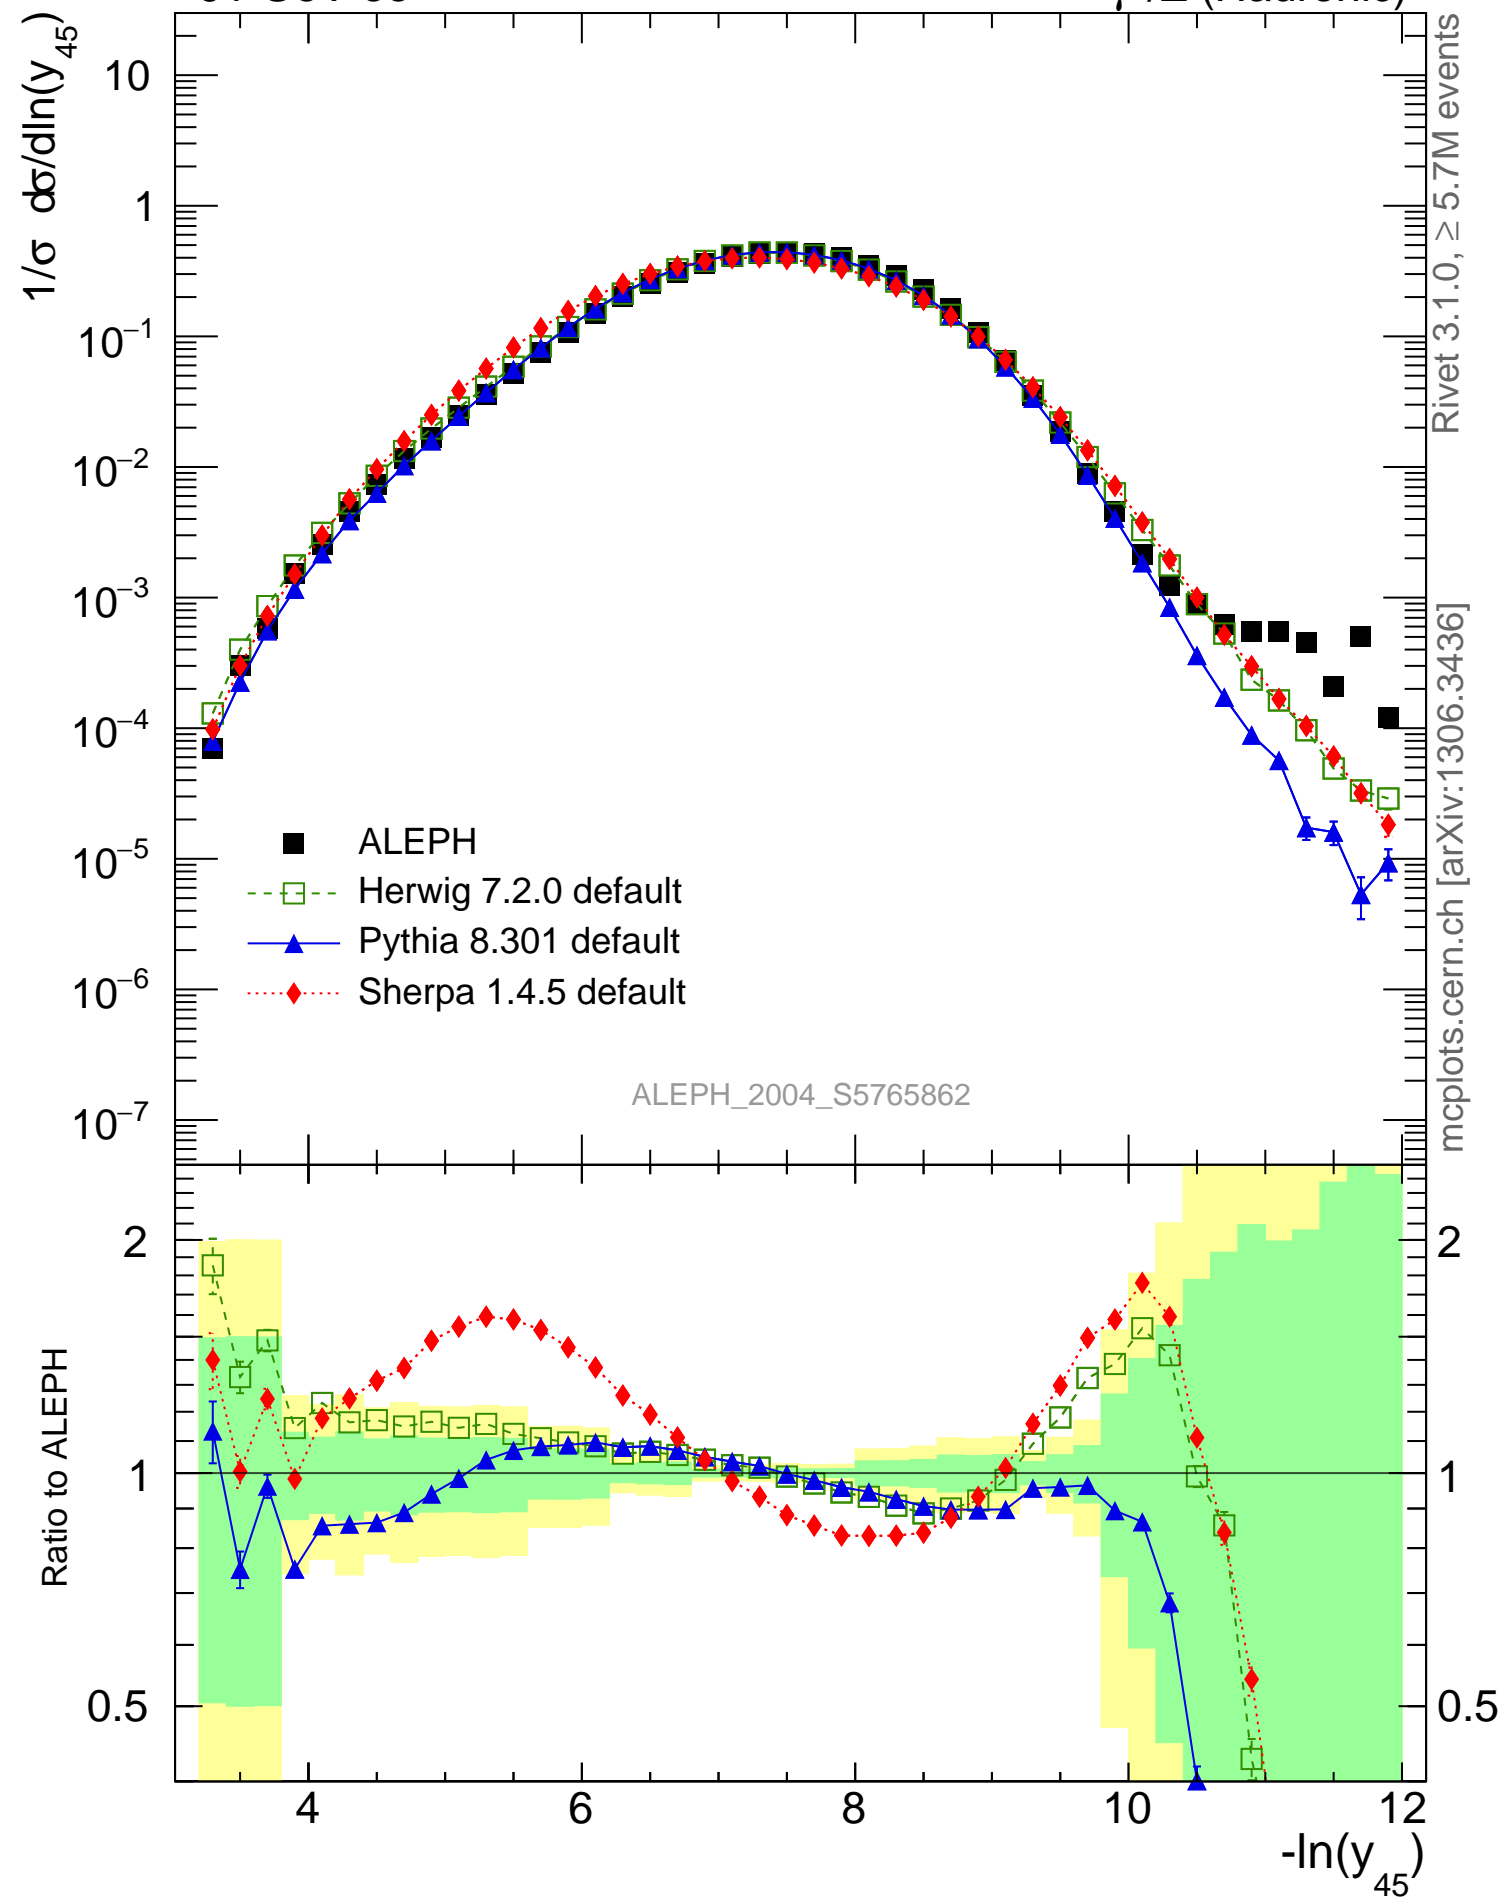 1/σ dσ/dln(y45)
10
1
10−1
10−2
10−3
10−4
10−5
10−6
10−7
ALEPH
Herwig 7.2.0 default
Pythia 8.301 default
Sherpa 1.4.5 default
ALEPH_2004_S5765862
Rivet 3.1.0, ≥ 5.7M events
mcplots.cern.ch [arXiv:1306.3436]
Ratio to ALEPH
2
1
0.5
2
1
0.5
4 6 8 10 12
-ln(y45)